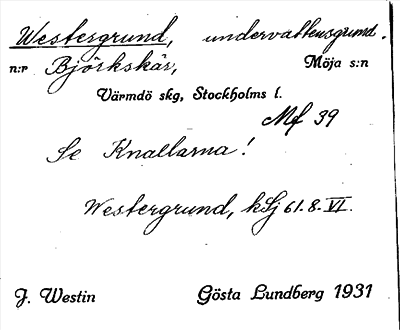 Westergrund, undervattensgrund.
n:r Björkskär, Möja s:n
Värmdö skg, Stockholms l.
Mf 39
Se Knallarna!
Westergrund, kSj 61.8.VI.
J. Westin Gösta Lundberg 1931